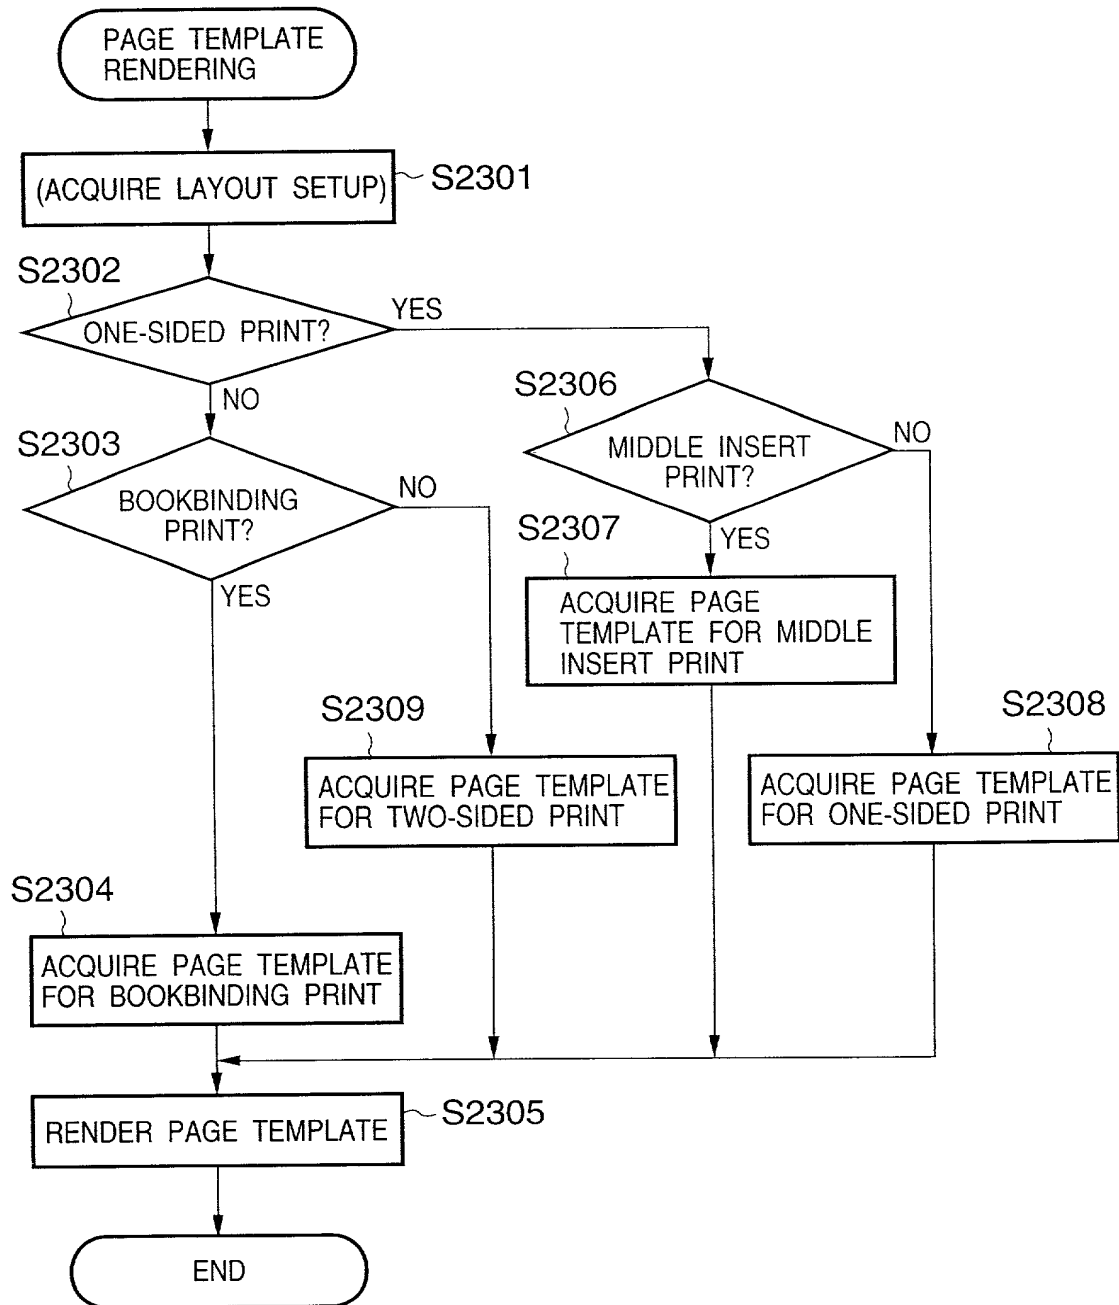 PAGE TEMPLATE
RENDERING
(ACQUIRE LAYOUT SETUP)
S2301
S2302
ONE-SIDED PRINT?
YES
NO
S2306
MIDDLE INSERT
PRINT?
NO
YES
S2303
BOOKBINDING
PRINT?
NO
YES
S2307
ACQUIRE PAGE
TEMPLATE FOR MIDDLE
INSERT PRINT
S2309
ACQUIRE PAGE TEMPLATE
FOR TWO-SIDED PRINT
S2308
ACQUIRE PAGE TEMPLATE
FOR ONE-SIDED PRINT
S2304
ACQUIRE PAGE TEMPLATE
FOR BOOKBINDING PRINT
RENDER PAGE TEMPLATE
S2305
END